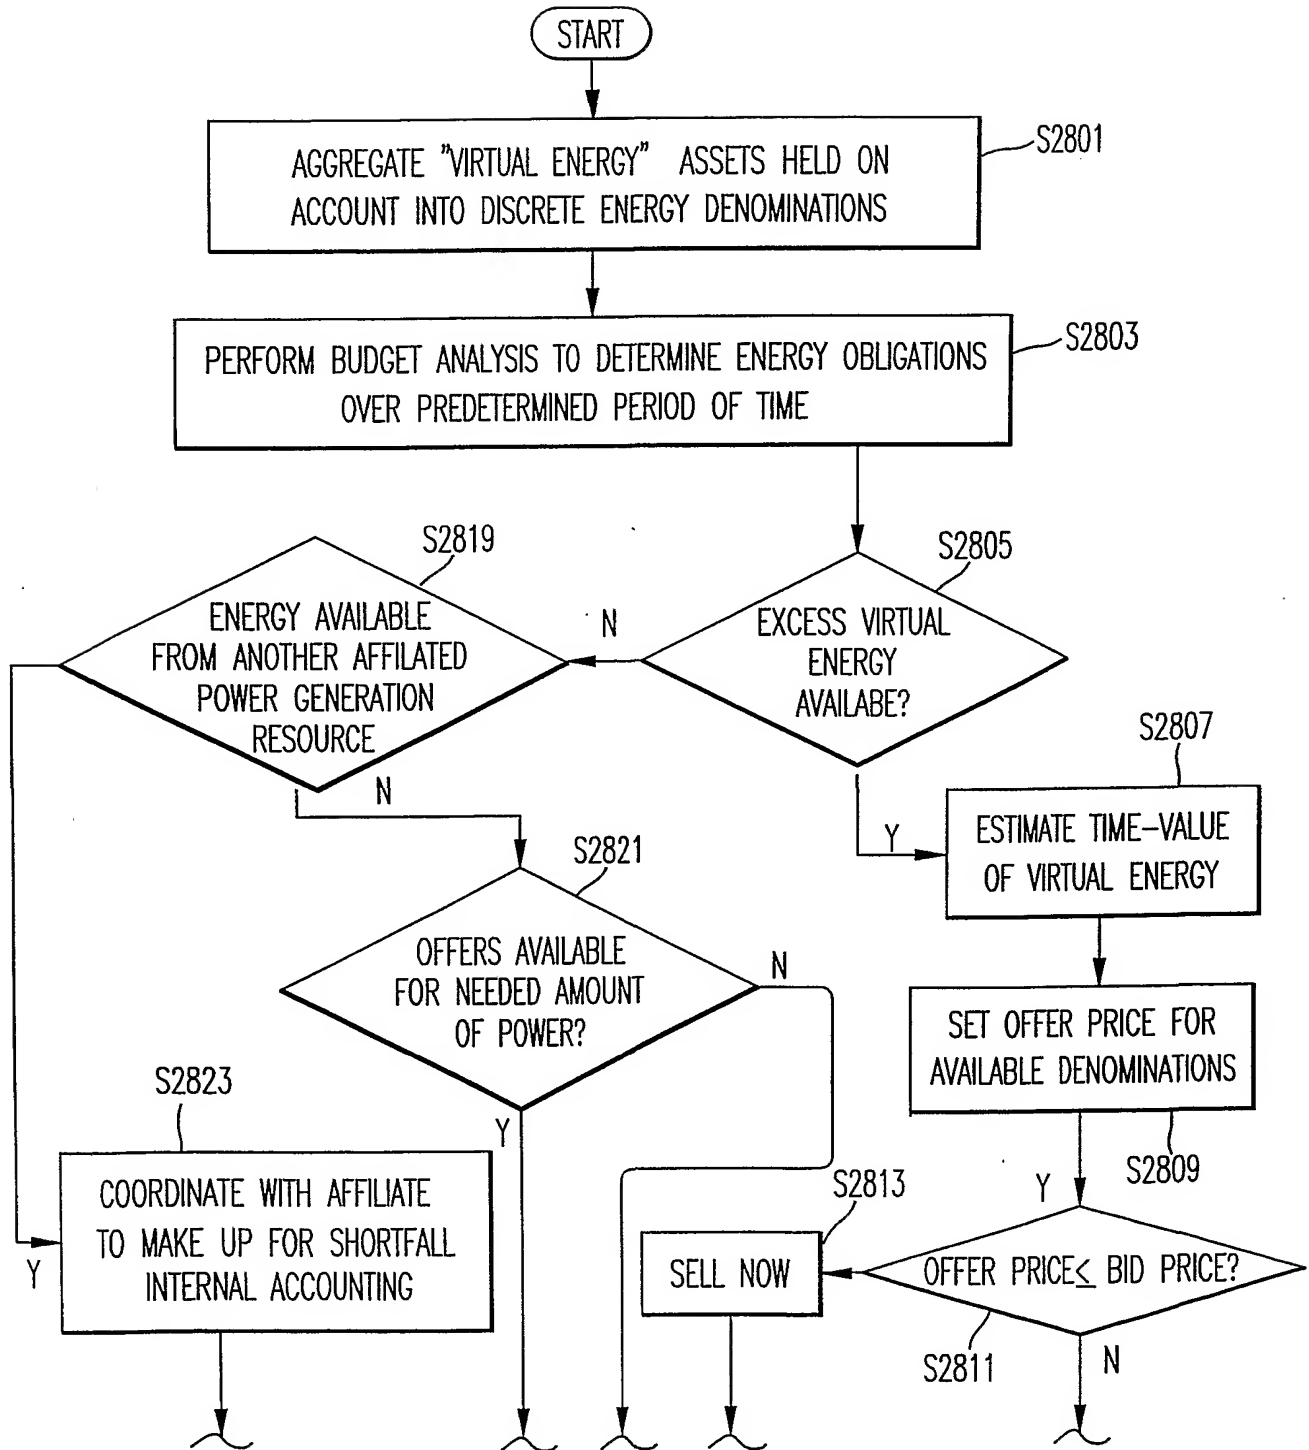 START
S2801
AGGREGATE "VIRTUAL ENERGY" ASSETS HELD ON
ACCOUNT INTO DISCRETE ENERGY DENOMINATIONS
S2803
PERFORM BUDGET ANALYSIS TO DETERMINE ENERGY OBLIGATIONS
OVER PREDETERMINED PERIOD OF TIME
S2819
ENERGY AVAILABLE
FROM ANOTHER AFFILATED
POWER GENERATION
RESOURCE
N
S2805
EXCESS VIRTUAL
ENERGY
AVAILABE?
N
Y
S2807
ESTIMATE TIME-VALUE
OF VIRTUAL ENERGY
S2821
OFFERS AVAILABLE
FOR NEEDED AMOUNT
OF POWER?
N
Y
SET OFFER PRICE FOR
AVAILABLE DENOMINATIONS
S2809
S2823
COORDINATE WITH AFFILIATE
TO MAKE UP FOR SHORTFALL
INTERNAL ACCOUNTING
Y
S2813
SELL NOW
Y
OFFER PRICE≤ BID PRICE?
S2811
N